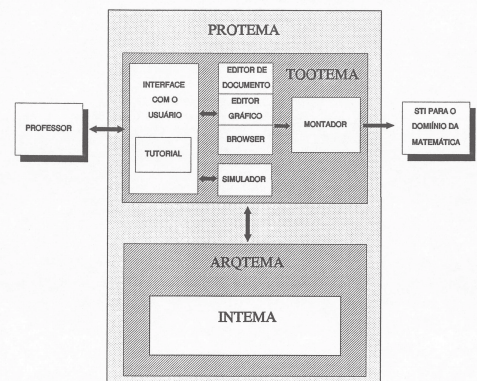 PROTEMA
TOOTEMA
INTERFACE
COM O
USUÁRIO
TUTORIAL
EDITOR DE
DOCUMENTO
EDITOR
GRÁFICO
BROWSER
SIMULADOR
MONTADOR
PROFESSOR
STI PARA O
DOMIÍNIO DA
MATEMÁTICA
ARQTEMA
INTEMA